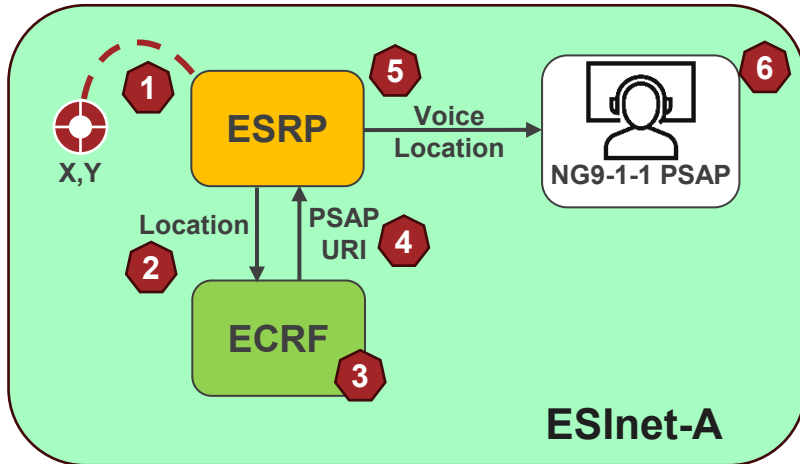 1
X,Y
ESRP
5
Voice
Location
6
NG9-1-1 PSAP
Location
2
PSAP
URI
4
ECRF
3
ESInet-A